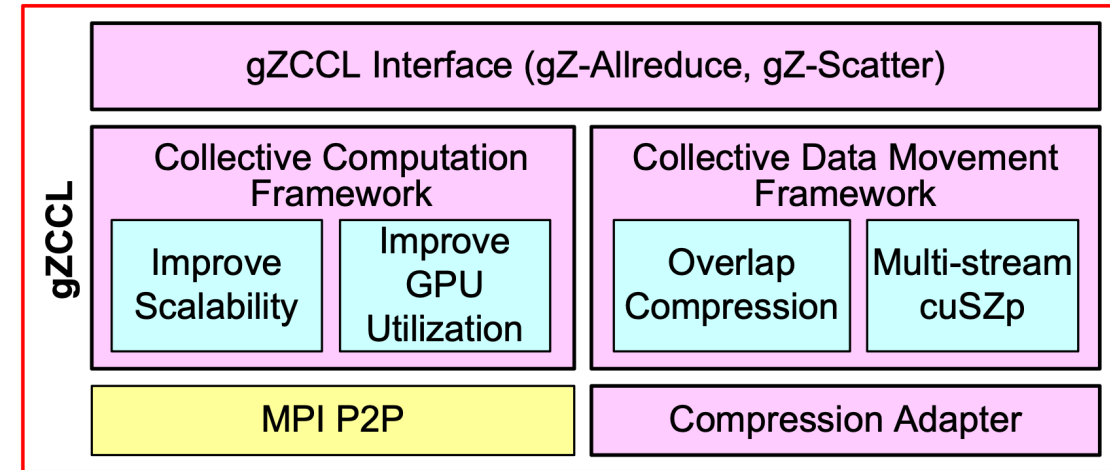 gZCCL
gZCCL Interface (gZ-Allreduce, gZ-Scatter)
Collective Computation
Framework
Improve
Scalability
Improve
GPU
Utilization
Collective Data Movement
Framework
Overlap
Compression
Multi-stream
cuSZp
MPI P2P
Compression Adapter